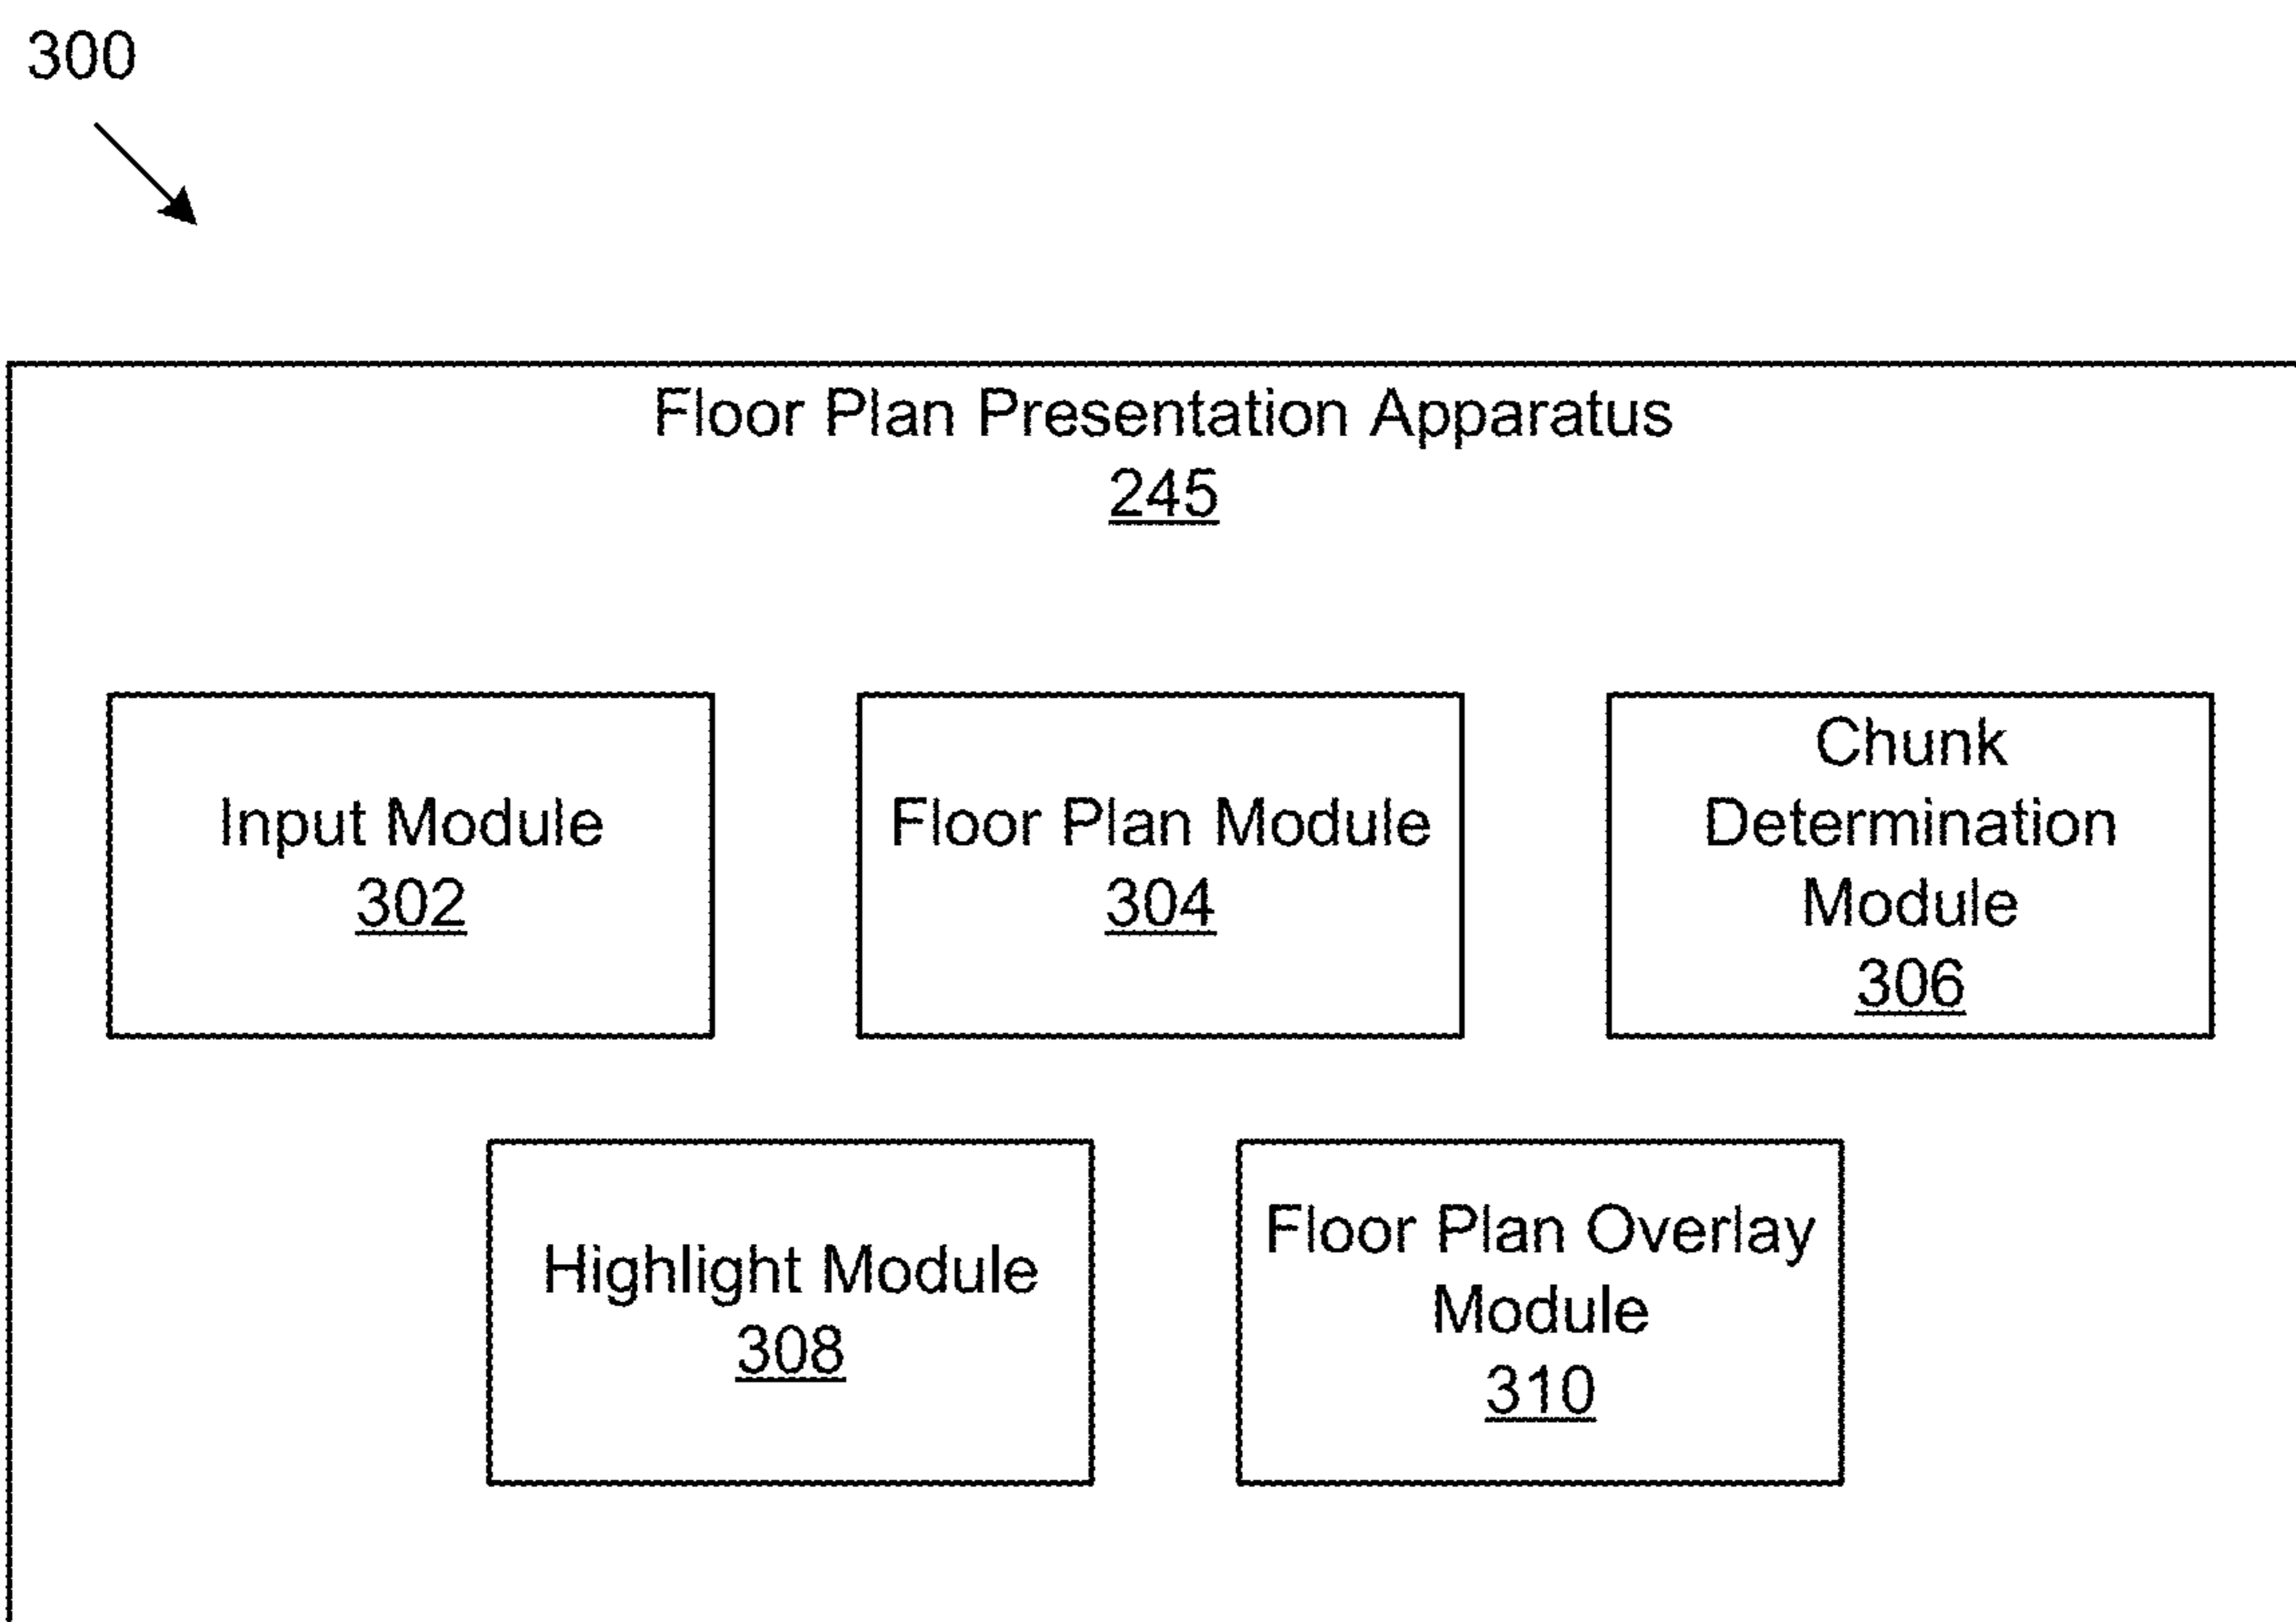 300
Floor Plan Presentation Apparatus
245
Input Module
302
Floor Plan Module
304
Chunk
Determination
Module
306
Highlight Module
308
Floor Plan Overlay
Module
310